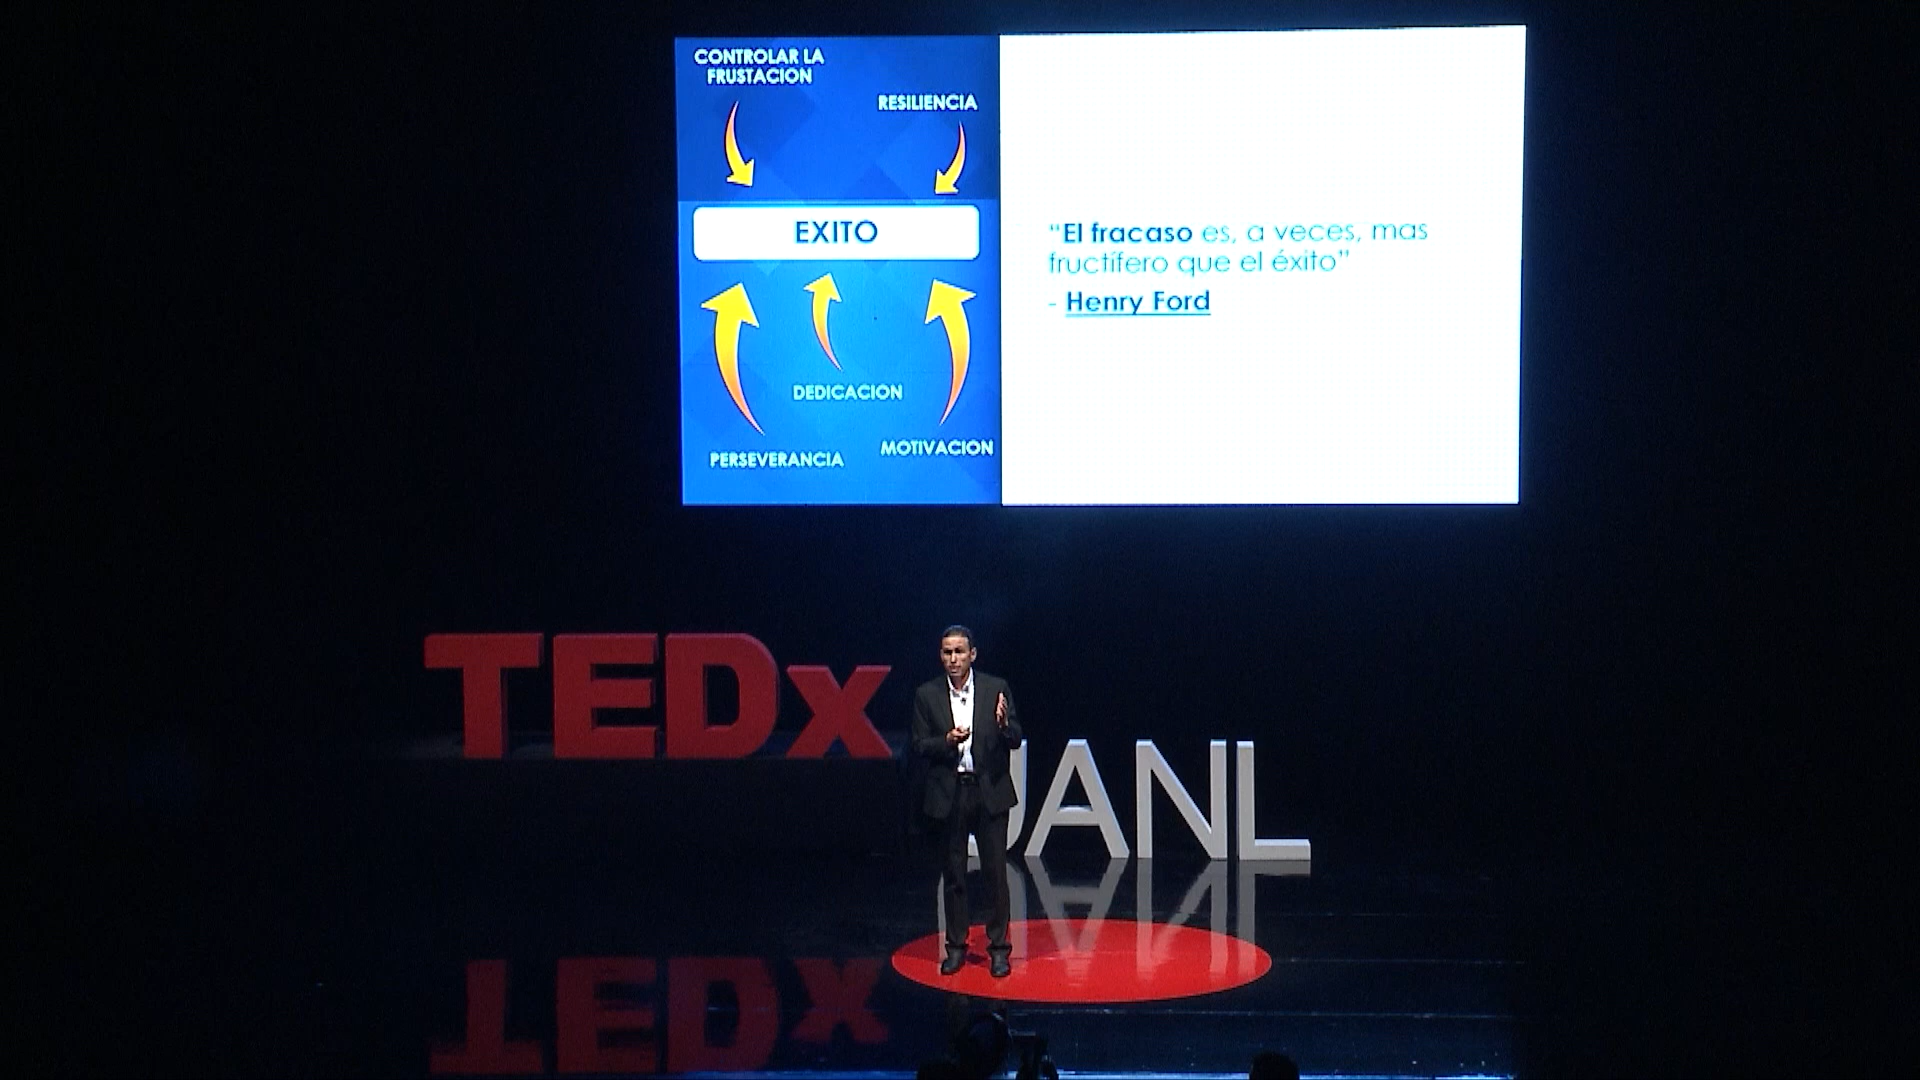 CONTROLAR LA
FRUSTACION
RESILIENCIA
EXITO
DEDICACION
PERSEVERANCIA
MOTIVACION
“El fracaso es, a veces, mas
fructífero que el éxito”
- Henry Ford
TEDx
UANL